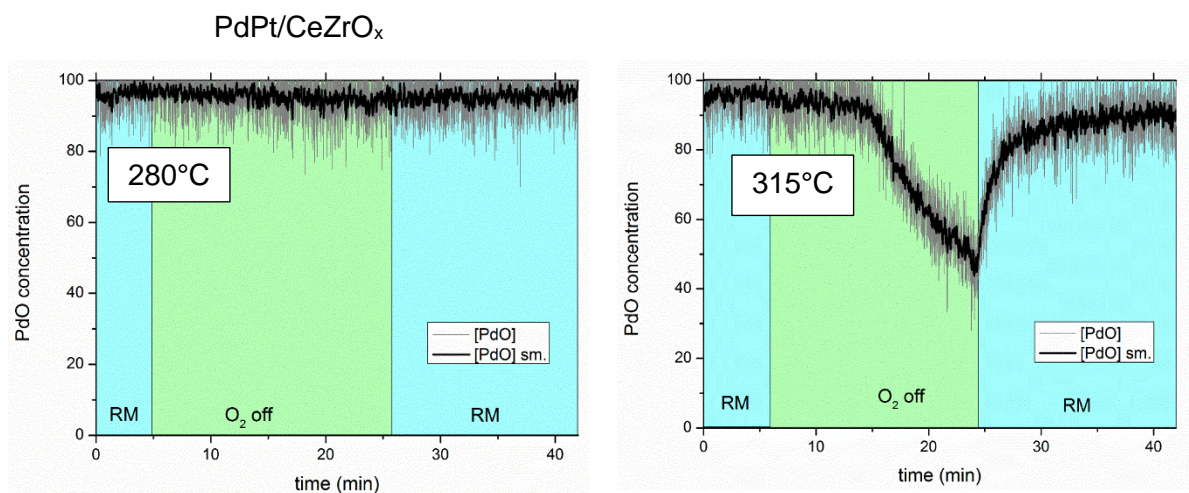 PdPt/CeZrOₓ
100
80
60
40
20
0
PdO concentration
280°C
[PdO]
[PdO] sm.
RM
O₂ off
RM
0
10
20
30
40
time (min)
100
80
60
40
20
0
PdO concentration
315°C
[PdO]
[PdO] sm.
RM
O₂ off
RM
0
10
20
30
40
time (min)